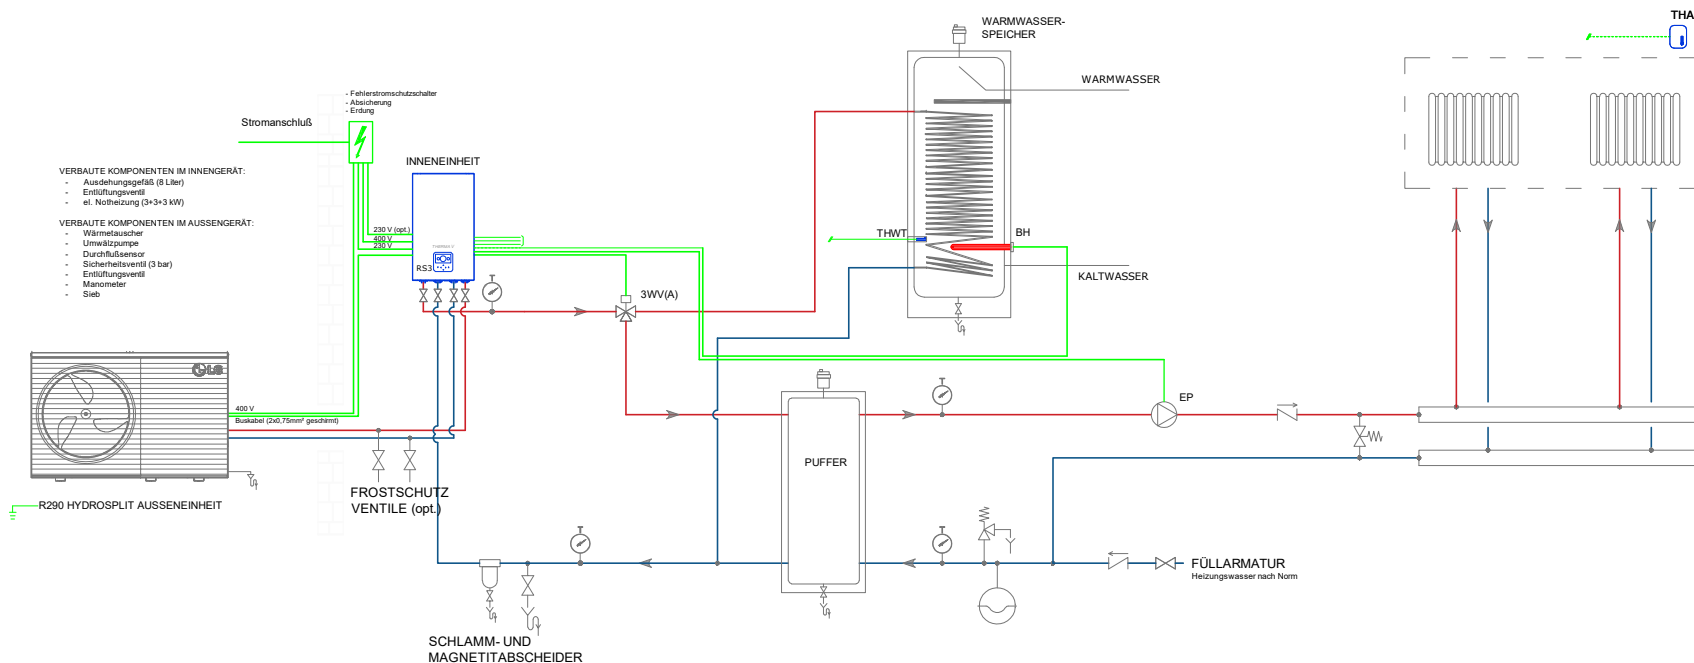 WARMWASSER-
SPEICHER
THA
WARMWASSER
- Fehlerstromschutzschalter
- Absicherung
- Erdung
Stromanschluß
INNENEINHEIT
VERBAUTE KOMPONENTEN IM INNENGERÄT:
- Ausdehungsgefäß (8 Liter)
- Entlüftungsventil
- el. Notheizung (3+3+3 kW)
VERBAUTE KOMPONENTEN IM AUSSENGERÄT:
- Wärmetauscher
- Umwälzpumpe
- Durchflußsensor
- Sicherheitsventil (3 bar)
- Entlüftungsventil
- Manometer
- Sieb
230 V (opt.)
400 V
230 V
THERMA V
RS3
THWT
BH
KALTWASSER
T
3WV(A)
LG
400 V
Buskabel (2x0,75mm² geschirmt)
T
EP
PUFFER
FROSTSCHUTZ
VENTILE (opt.)
R290 HYDROSPLIT AUSSENEINHEIT
T
T
FÜLLARMATUR
Heizungswasser nach Norm
SCHLAMM- UND
MAGNETITABSCHEIDER